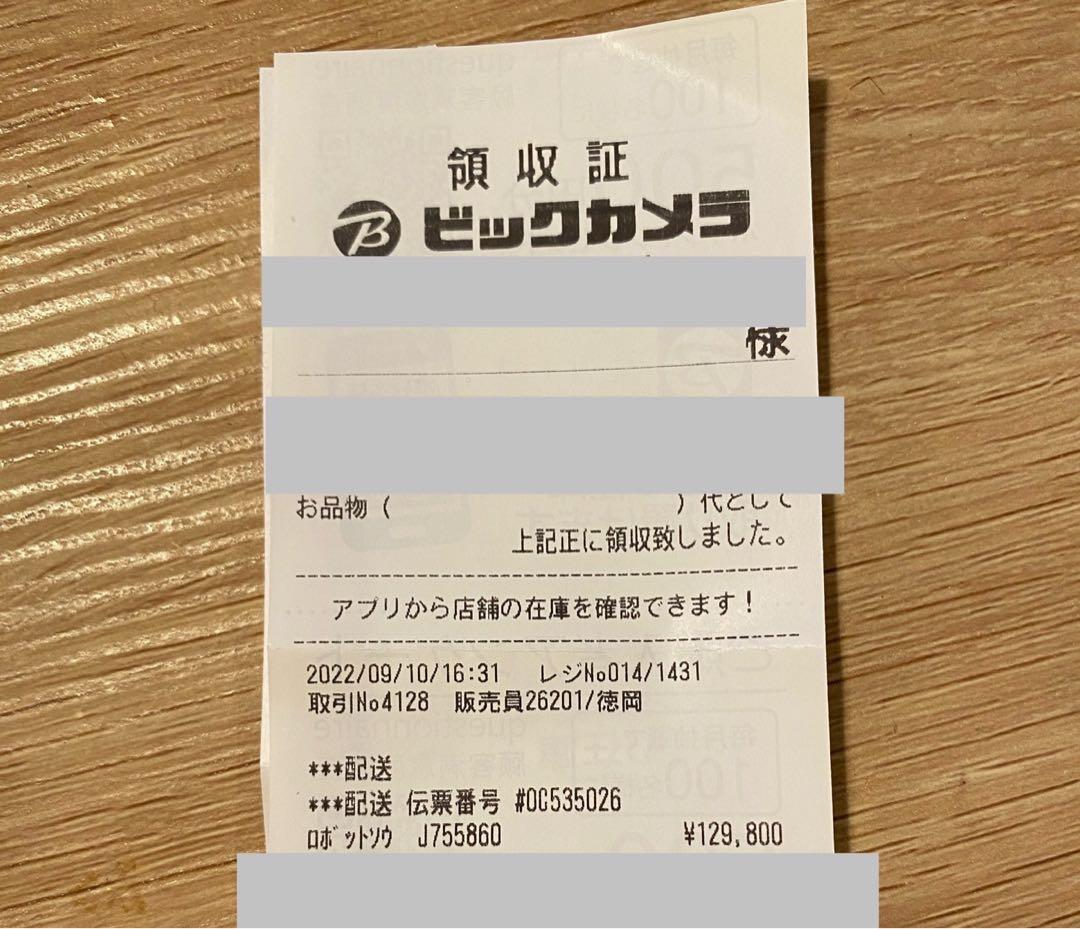 領収証
ビックカメラ
様
お品物( )代として
上記正に領収致しました。
アプリから店舗の在庫を確認できます!
2022/09/10/16:31 レジNo014/1431
取引No4128 販売員26201/徳岡
***配送
***配送 伝票番号 #0C535026
ﾛﾎﾞｯﾄｿｳ J755860 ¥129,800